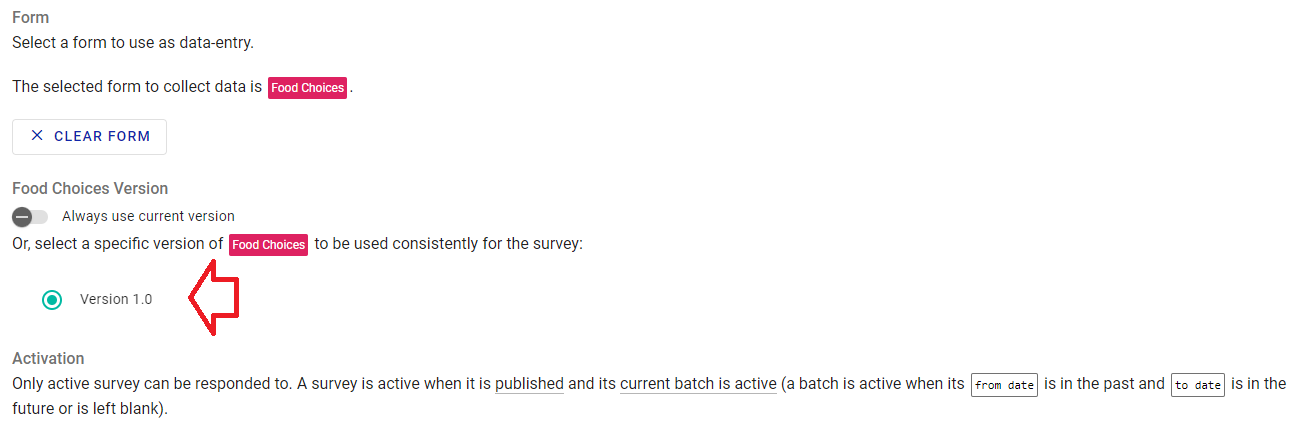 Form
Select a form to use as data-entry.
The selected form to collect data is Food Choices.
CLEAR FORM
Food Choices Version
Always use current version
Or, select a specific version of Food Choices to be used consistently for the survey:
Version 1.0
Activation
Only active survey can be responded to. A survey is active when it is published and its current batch is active (a batch is active when its from date is in the past and to date is in the
future or is left blank).